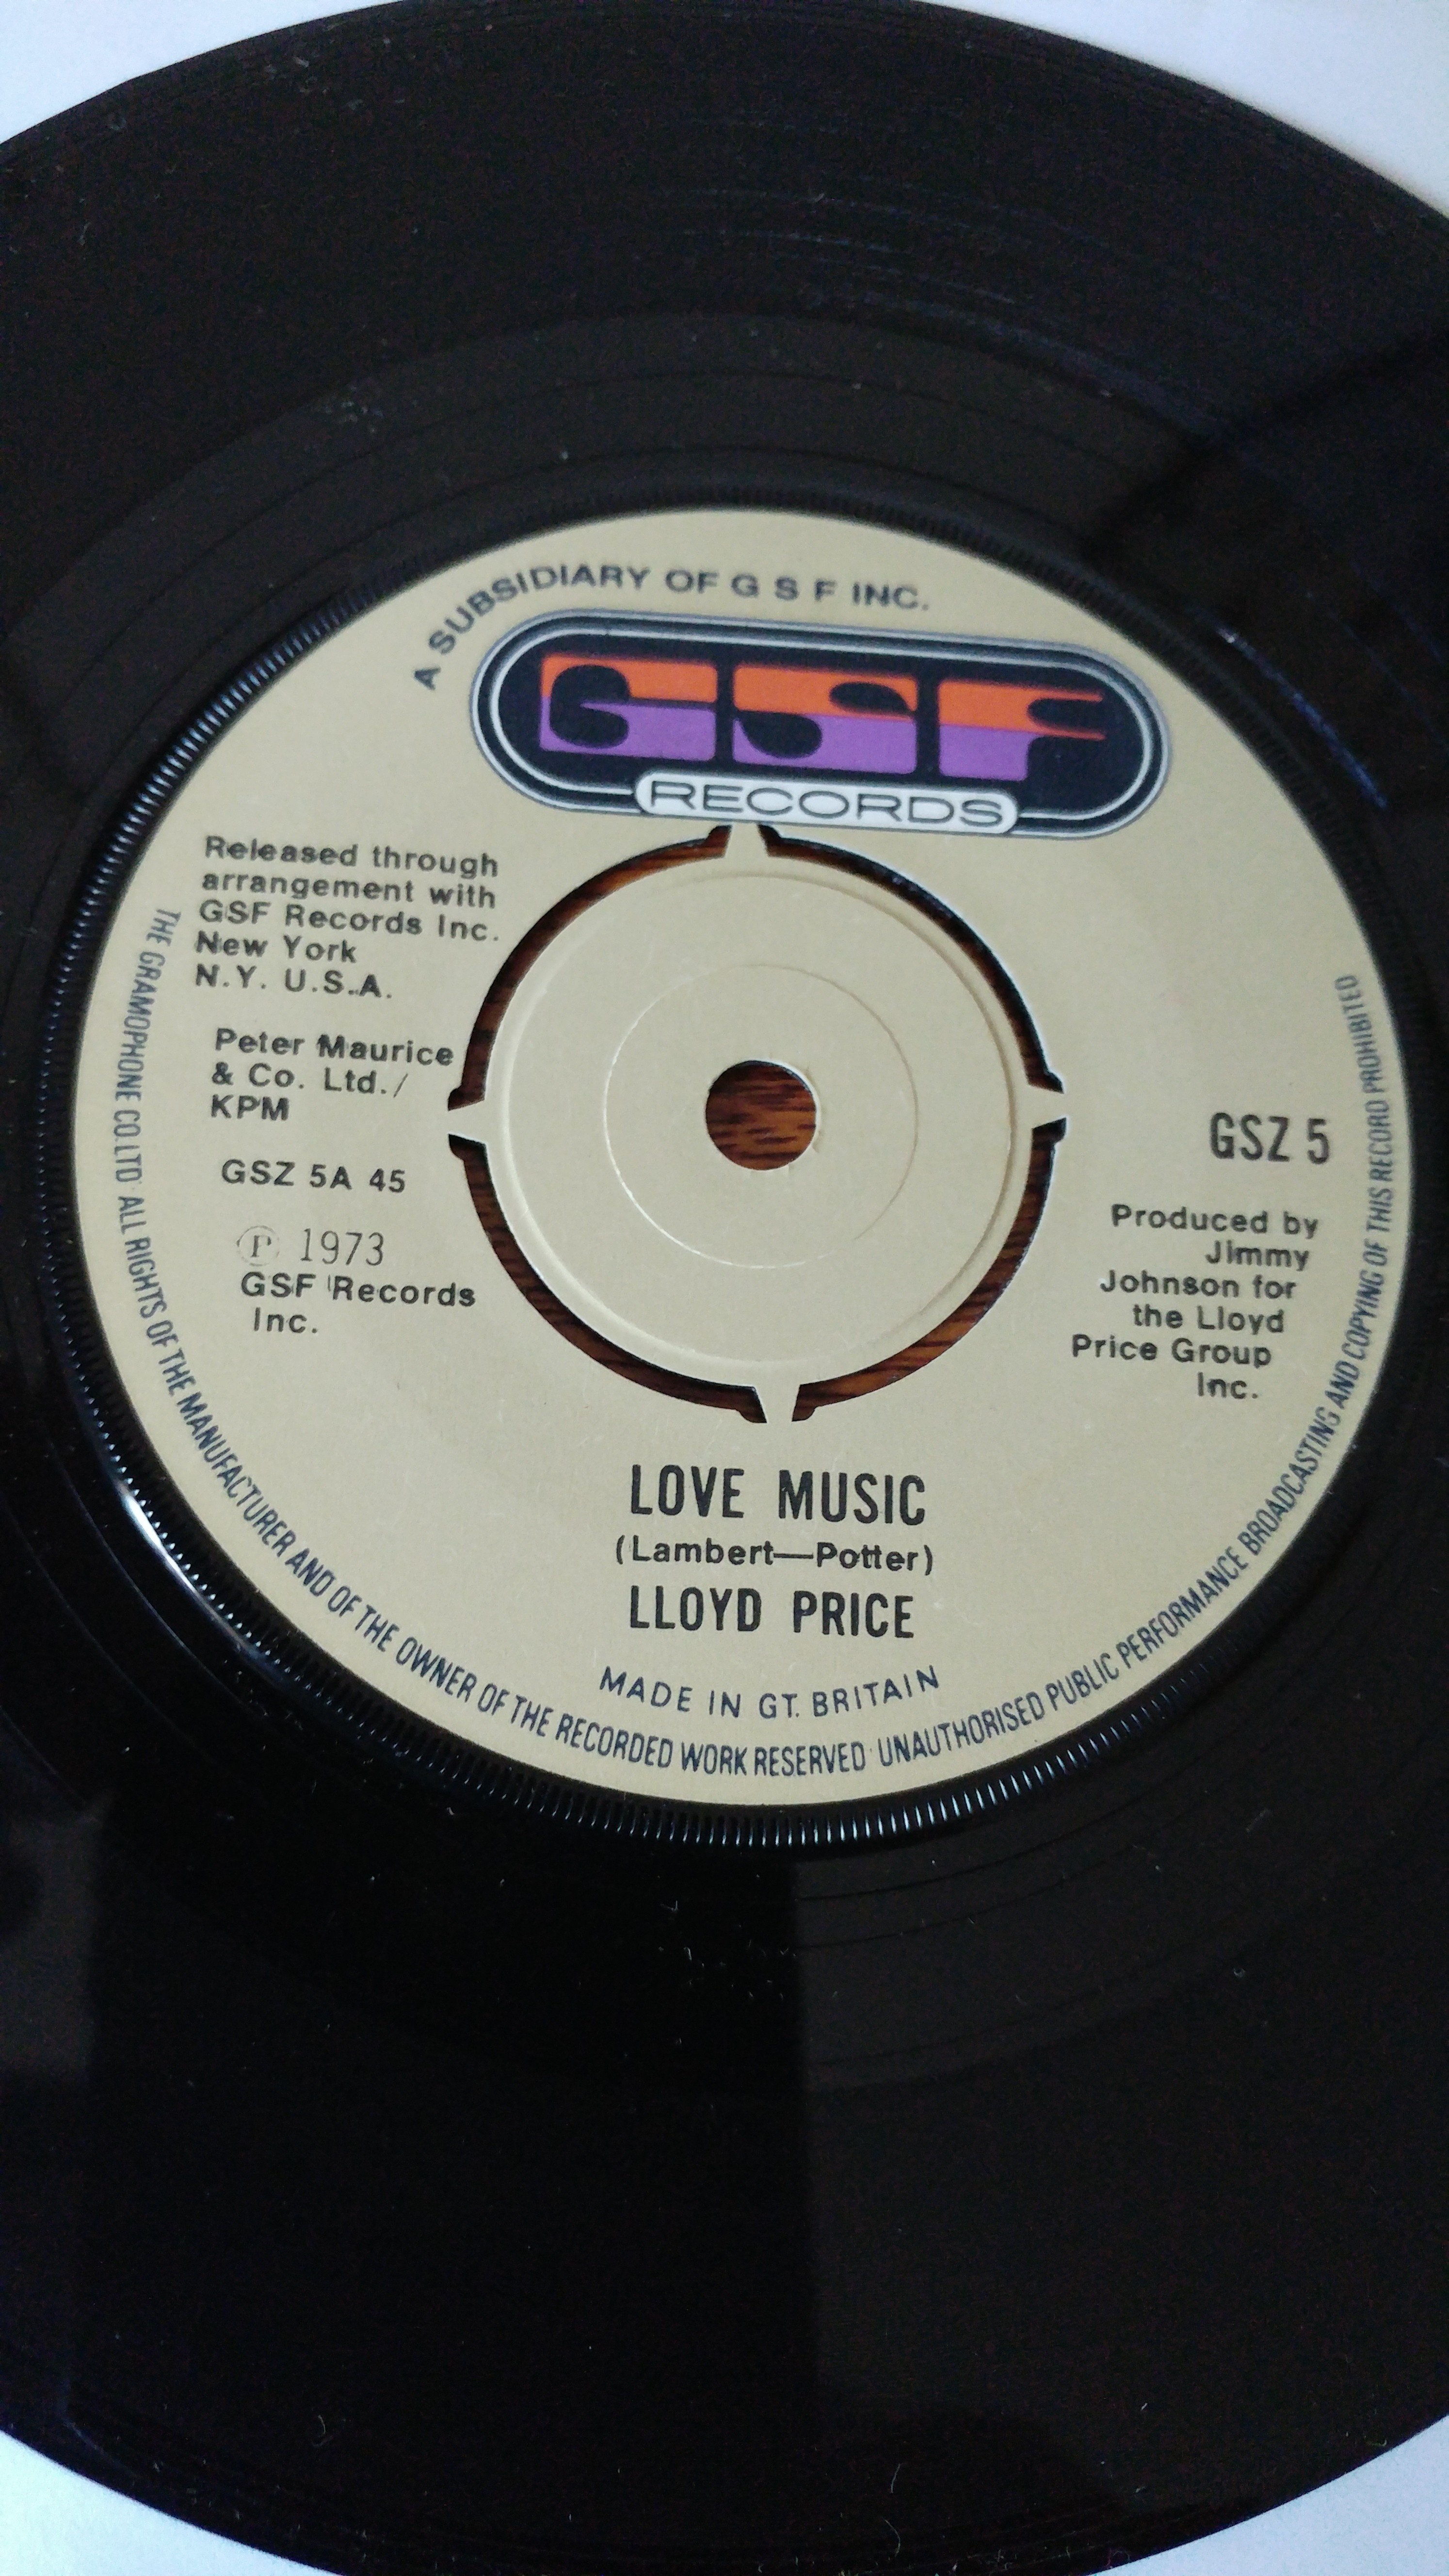 A SUBSIDIARY OF G S F INC.
GSF
RECORDS
Released through
arrangement with
GSF Records Inc.
New York
N.Y. U.S.A.
Peter Maurice
& Co. Ltd./
KPM
GSZ 5A 45
Ⓟ 1973
GSF Records
Inc.
GSZ 5
Produced by
Jimmy
Johnson for
the Lloyd
Price Group
Inc.
LOVE MUSIC
(Lambert—Potter)
LLOYD PRICE
MADE IN GT. BRITAIN
THE GRAMOPHONE CO. LTD. ALL RIGHTS OF THE MANUFACTURER AND OF THE OWNER OF THE RECORDED WORK RESERVED UNAUTHORISED PUBLIC PERFORMANCE BROADCASTING AND COPYING OF THIS RECORD PROHIBITED